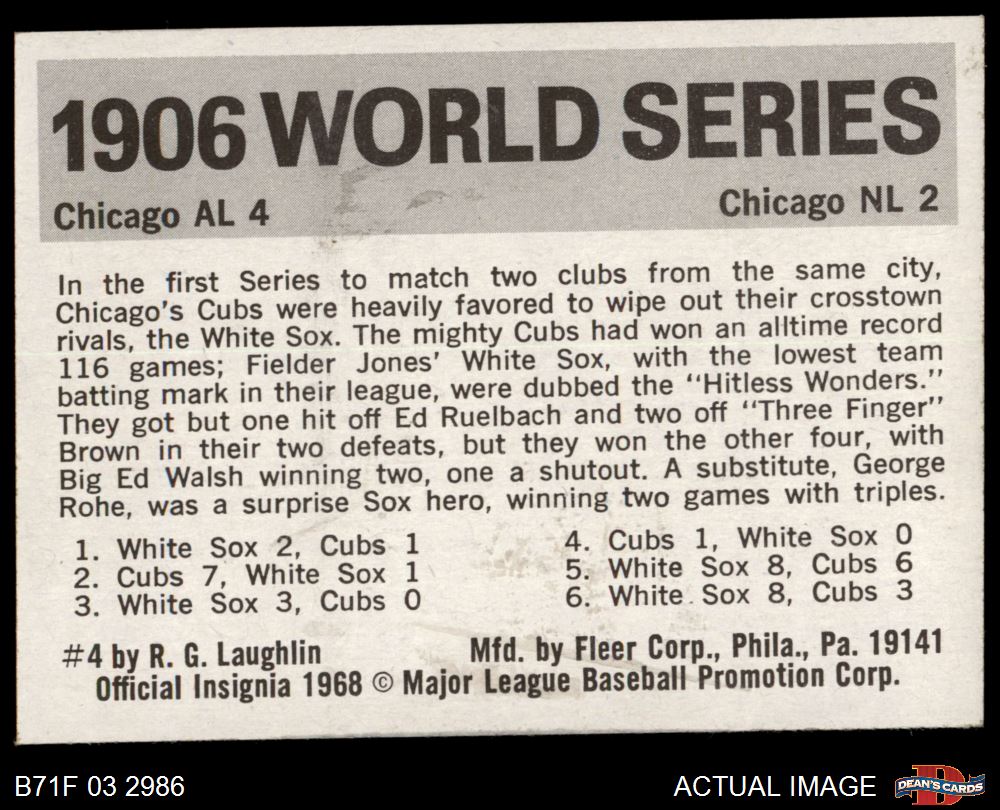 1906 WORLD SERIES
Chicago AL 4
Chicago NL 2
In the first Series to match two clubs from the same city,
Chicago's Cubs were heavily favored to wipe out their crosstown
rivals, the White Sox. The mighty Cubs had won an alltime record
116 games; Fielder Jones' White Sox, with the lowest team
batting mark in their league, were dubbed the "Hitless Wonders."
They got but one hit off Ed Ruelbach and two off "Three Finger"
Brown in their two defeats, but they won the other four, with
Big Ed Walsh winning two, one a shutout. A substitute, George
Rohe, was a surprise Sox hero, winning two games with triples.
1. White Sox 2, Cubs 1
2. Cubs 7, White Sox 1
3. White Sox 3, Cubs 0
4. Cubs 1, White Sox 0
5. White Sox 8, Cubs 6
6. White Sox 8, Cubs 3
#4 by R. G. Laughlin
Mfd. by Fleer Corp., Phila., Pa. 19141
Official Insignia 1968 © Major League Baseball Promotion Corp.
B71F 03 2986
ACTUAL IMAGE
D
DEAN'S CARDS